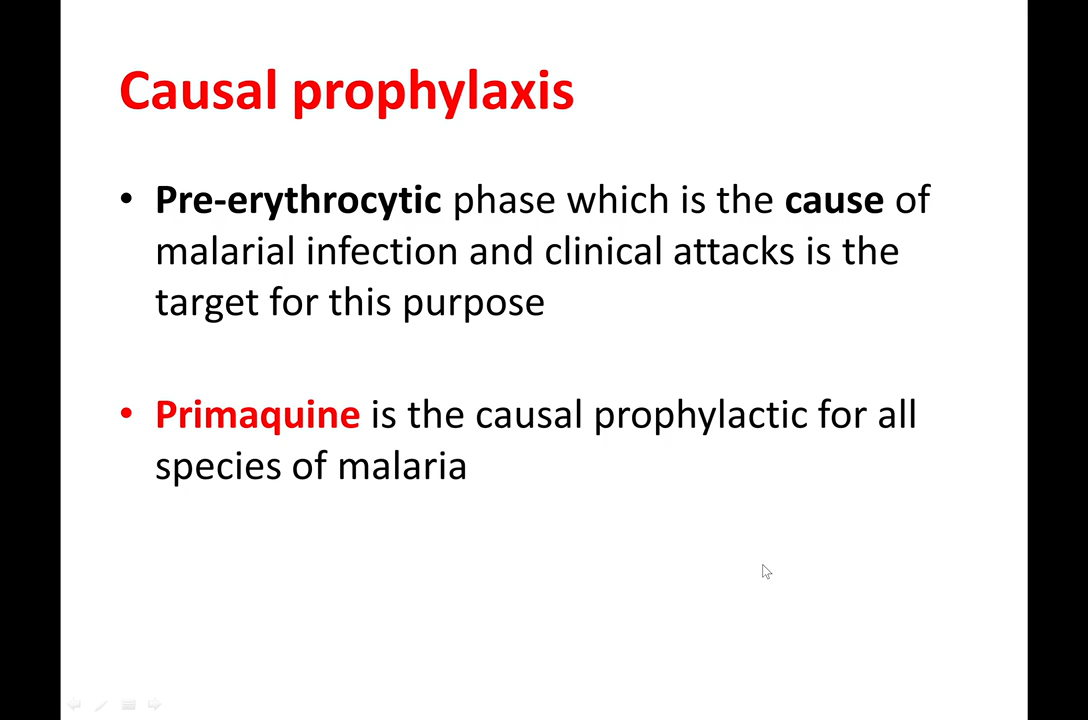 Causal prophylaxis
• Pre-erythrocytic phase which is the cause of
malarial infection and clinical attacks is the
target for this purpose
• Primaquine is the causal prophylactic for all
species of malaria